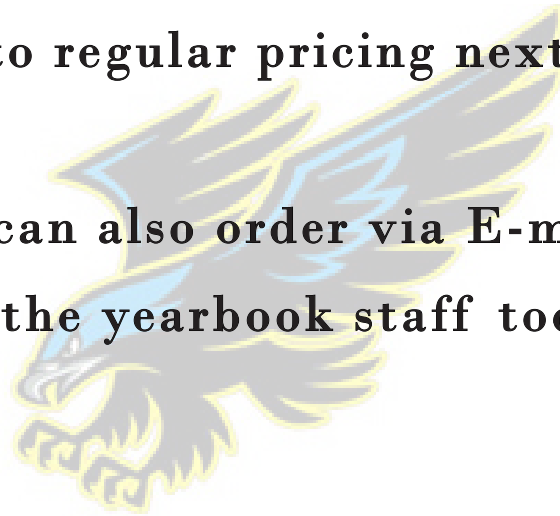 to regular pricing next
can also order via E-m
the yearbook staff too